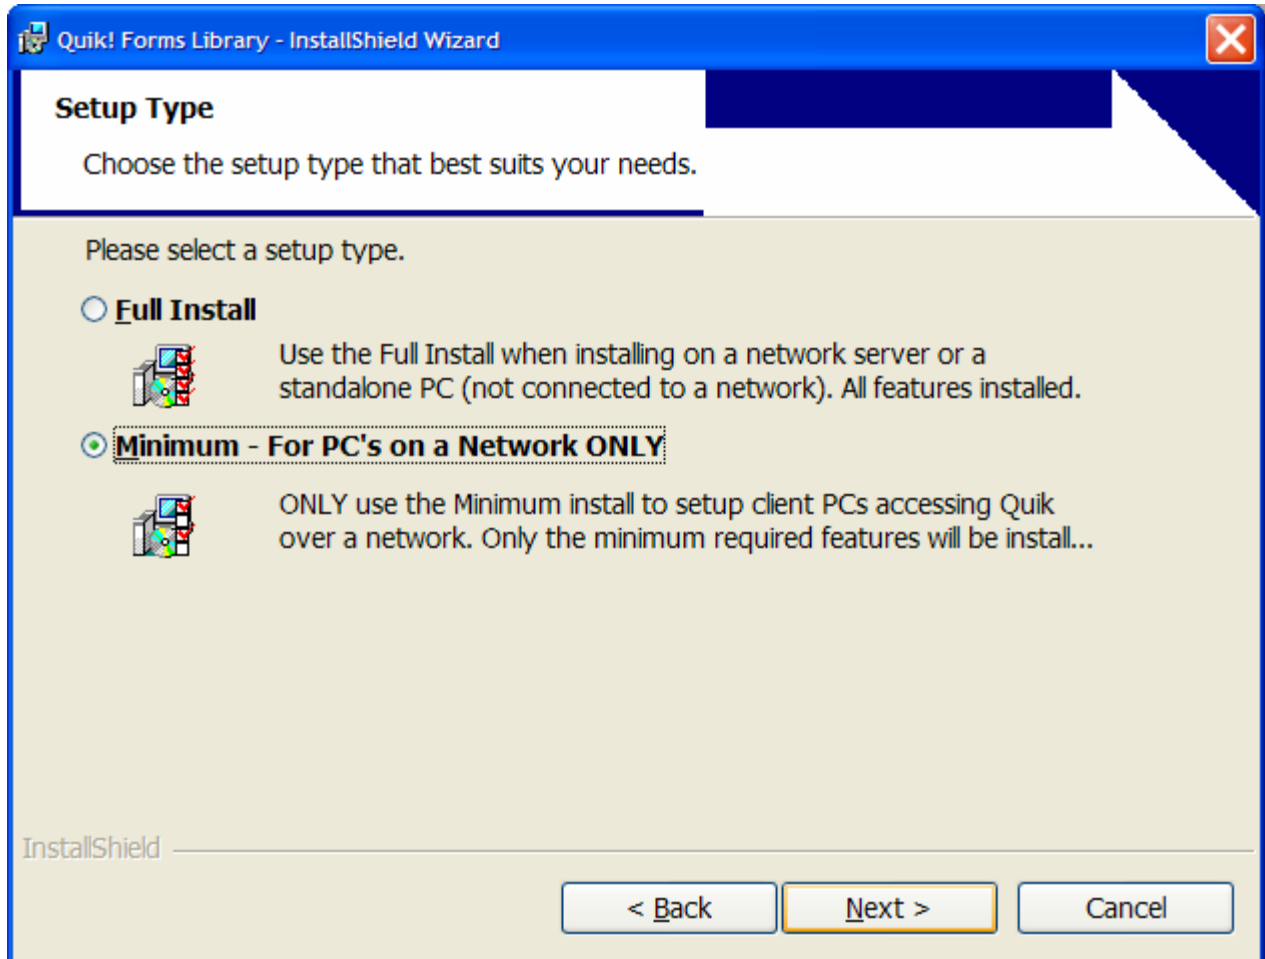 Quik! Forms Library - InstallShield Wizard
Setup Type
Choose the setup type that best suits your needs.
Please select a setup type.
Full Install
Use the Full Install when installing on a network server or a
standalone PC (not connected to a network). All features installed.
Minimum - For PC's on a Network ONLY
ONLY use the Minimum install to setup client PCs accessing Quik
over a network. Only the minimum required features will be install...
InstallShield
< Back Next > Cancel